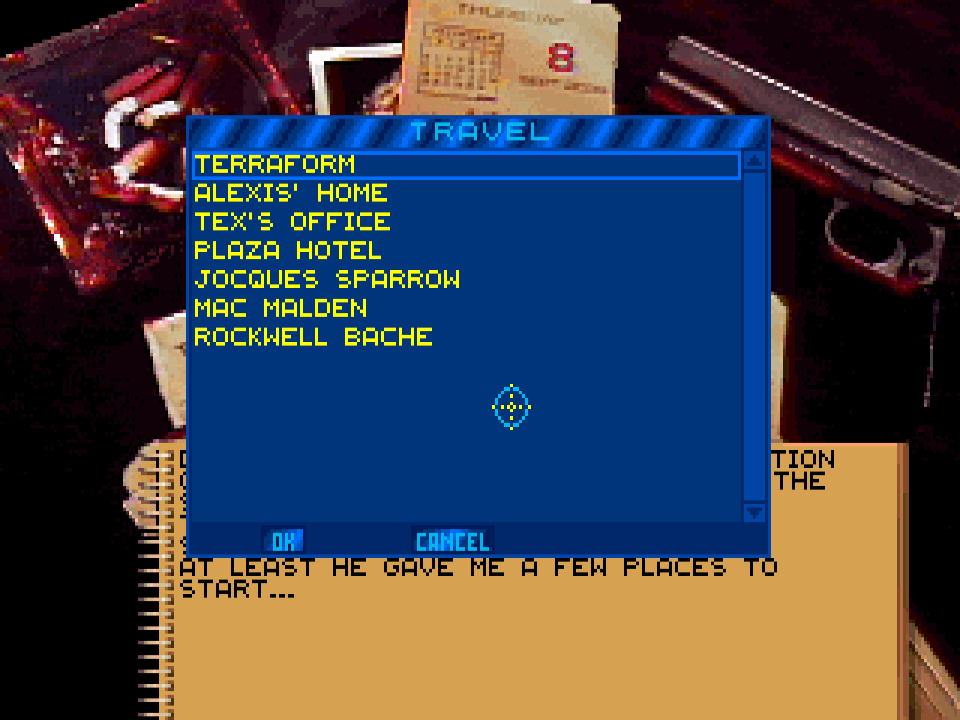 THURSDAY
8
TRAVEL
TERRAFORM
ALEXIS' HOME
TEX'S OFFICE
PLAZA HOTEL
JOCQUES SPARROW
MAC MALDEN
ROCKWELL BACHE
TION
THE
OK CANCEL
AT LEAST HE GAVE ME A FEW PLACES TO
START...